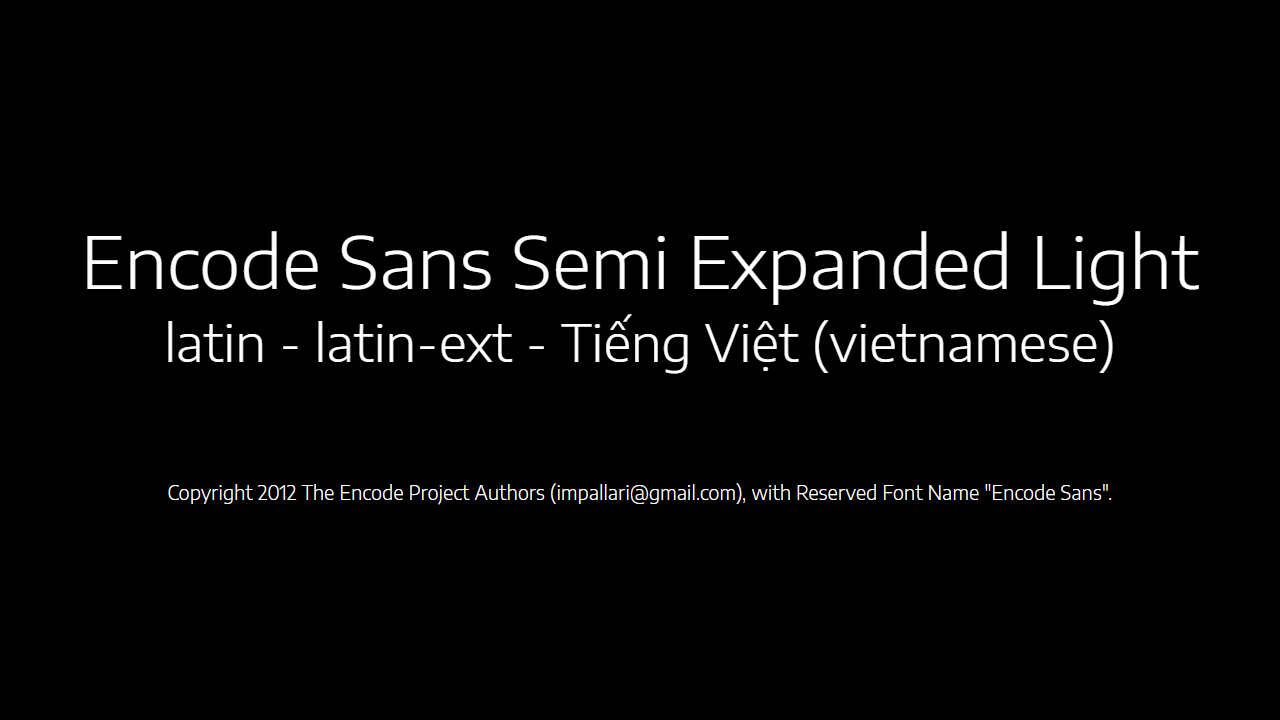 Encode Sans Semi Expanded Light
latin - latin-ext - Tiếng Việt (vietnamese)
Copyright 2012 The Encode Project Authors (impallari@gmail.com), with Reserved Font Name "Encode Sans".